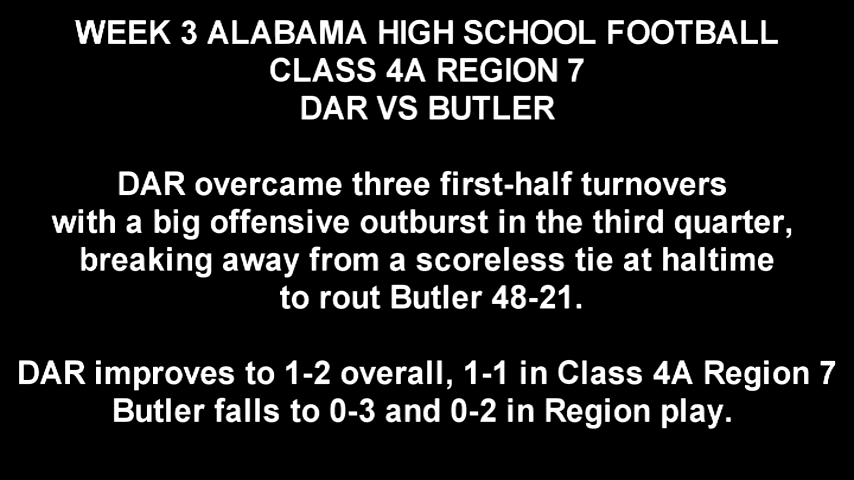 WEEK 3 ALABAMA HIGH SCHOOL FOOTBALL
CLASS 4A REGION 7
DAR VS BUTLER
DAR overcame three first-half turnovers
with a big offensive outburst in the third quarter,
breaking away from a scoreless tie at haltime
to rout Butler 48-21.
DAR improves to 1-2 overall, 1-1 in Class 4A Region 7
Butler falls to 0-3 and 0-2 in Region play.